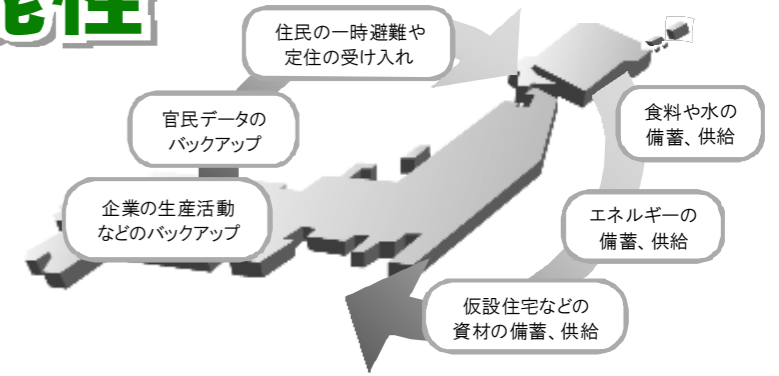 性
住民の一時避難や
定住の受け入れ
官民データの
バックアップ
企業の生産活動
などのバックアップ
食料や水の
備蓄、供給
エネルギーの
備蓄、供給
仮設住宅などの
資材の備蓄、供給